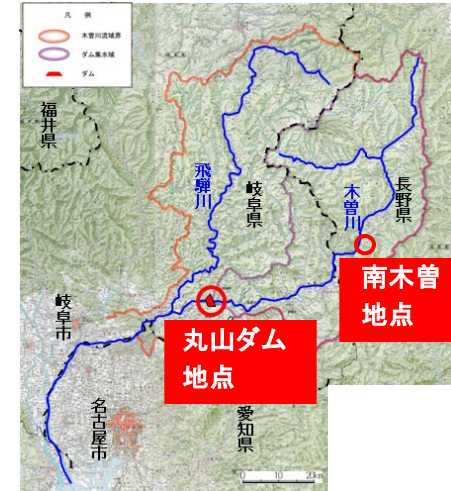 凡 例
木曽川流域界
ダム集水域
ダム
福井県
飛騨川
岐阜県
木曽川
長野県
南木曽
地点
岐阜市
丸山ダム
地点
名古屋市
愛知県
0 10 20km